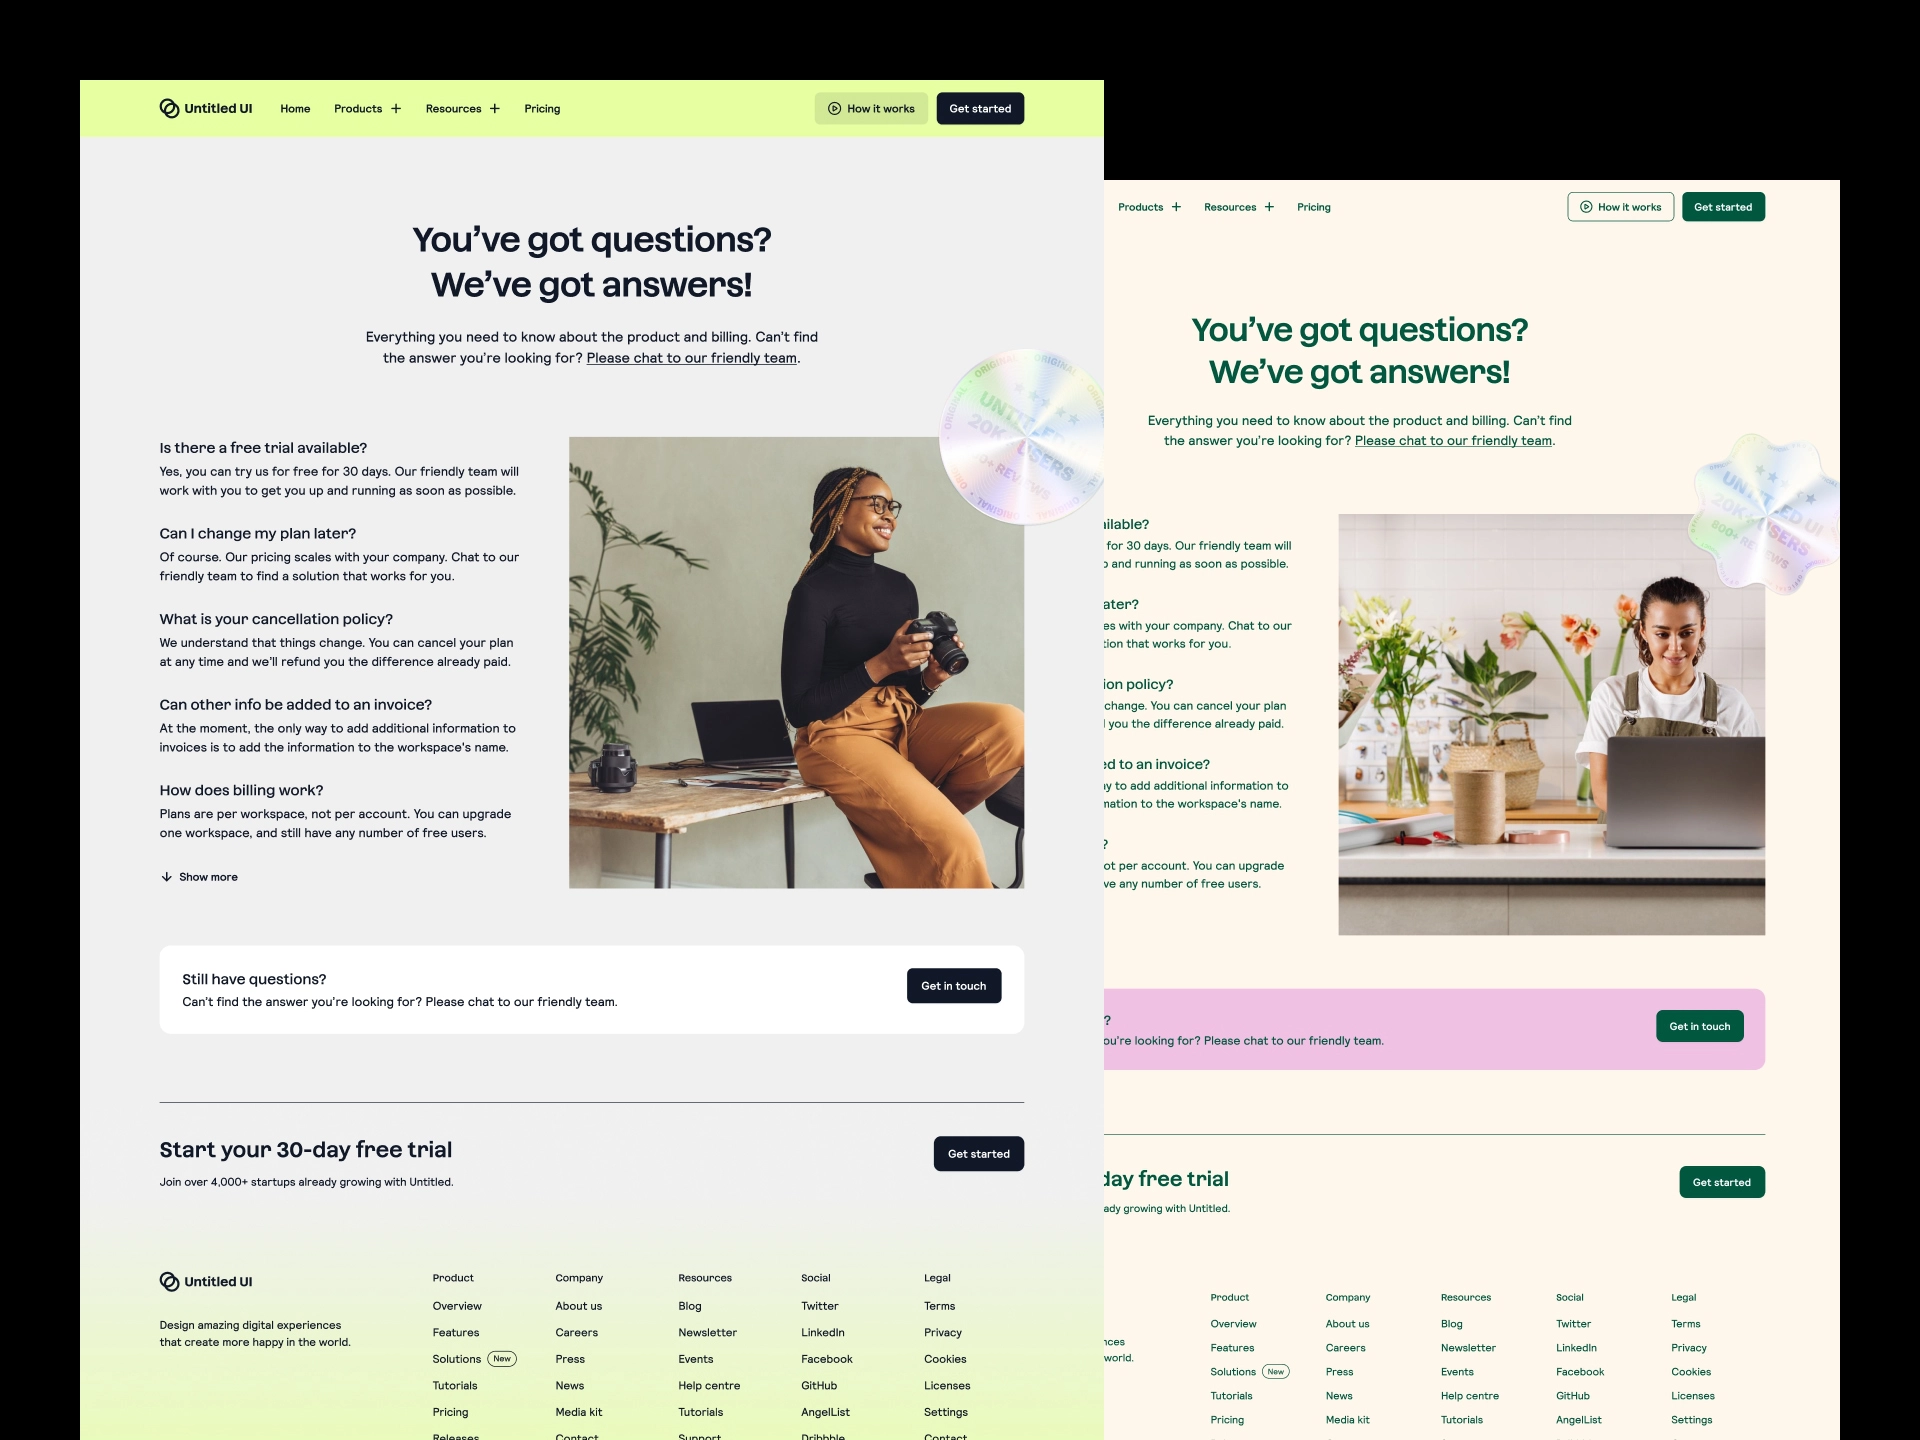 Untitled UI
Home
Products
Resources
Pricing
How it works
Get started
You’ve got questions?
We’ve got answers!
Everything you need to know about the product and billing. Can’t find
the answer you’re looking for? Please chat to our friendly team.
ORIGINAL · ORIGINAL
UNTITLED
20K USERS
Is there a free trial available?
Yes, you can try us for free for 30 days. Our friendly team will
work with you to get you up and running as soon as possible.
Can I change my plan later?
Of course. Our pricing scales with your company. Chat to our
friendly team to find a solution that works for you.
What is your cancellation policy?
We understand that things change. You can cancel your plan
at any time and we’ll refund you the difference already paid.
Can other info be added to an invoice?
At the moment, the only way to add additional information to
invoices is to add the information to the workspace's name.
How does billing work?
Plans are per workspace, not per account. You can upgrade
one workspace, and still have any number of free users.
Show more
Still have questions?
Can’t find the answer you’re looking for? Please chat to our friendly team.
Get in touch
Start your 30-day free trial
Join over 4,000+ startups already growing with Untitled.
Get started
Untitled UI
Design amazing digital experiences
that create more happy in the world.
Product
Overview
Features
Solutions New
Tutorials
Pricing
Releases
Company
About us
Careers
Press
News
Media kit
Contact
Resources
Blog
Newsletter
Events
Help centre
Tutorials
Support
Social
Twitter
LinkedIn
Facebook
GitHub
AngelList
Dribbble
Legal
Terms
Privacy
Cookies
Licenses
Settings
Contact
Products
Resources
Pricing
How it works
Get started
You’ve got questions?
We’ve got answers!
Everything you need to know about the product and billing. Can’t find
the answer you’re looking for? Please chat to our friendly team.
UNTITLED UI
20K USERS
800+ REVIEWS
ilable?
for 30 days. Our friendly team will
and running as soon as possible.
ater?
es with your company. Chat to our
tion that works for you.
ion policy?
change. You can cancel your plan
you the difference already paid.
ed to an invoice?
ay to add additional information to
mation to the workspace's name.
?
ot per account. You can upgrade
ve any number of free users.
?
ou’re looking for? Please chat to our friendly team.
Get in touch
day free trial
ady growing with Untitled.
Get started
nces
world.
Product
Overview
Features
Solutions New
Tutorials
Pricing
Company
About us
Careers
Press
News
Media kit
Resources
Blog
Newsletter
Events
Help centre
Tutorials
Social
Twitter
LinkedIn
Facebook
GitHub
AngelList
Legal
Terms
Privacy
Cookies
Licenses
Settings